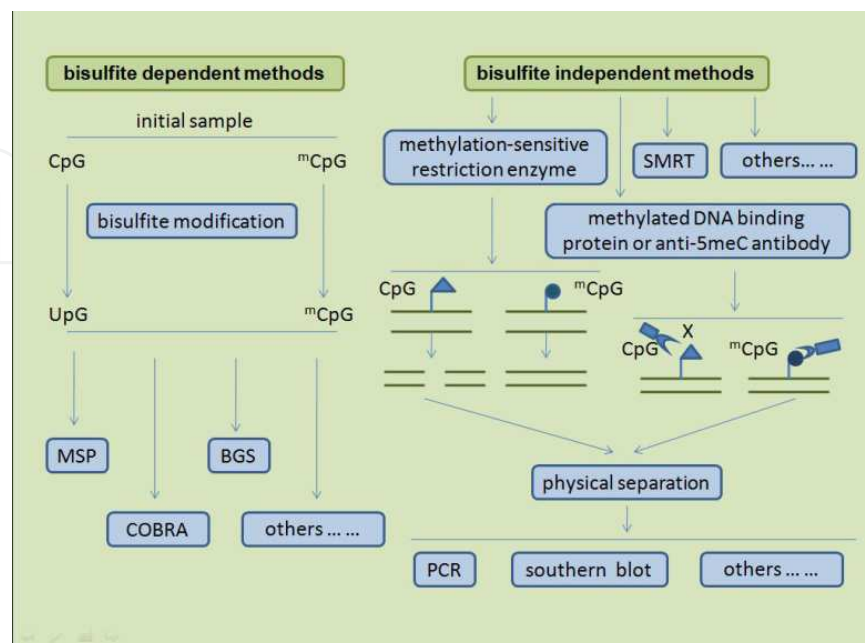 bisulfite dependent methods
initial sample
CpG
mCpG
bisulfite modification
UpG
mCpG
MSP
BGS
COBRA
others ... ...
bisulfite independent methods
methylation-sensitive
restriction enzyme
SMRT
others... ...
methylated DNA binding
protein or anti-5meC antibody
CpG
mCpG
CpG
X
mCpG
physical separation
PCR
southern blot
others ... ...